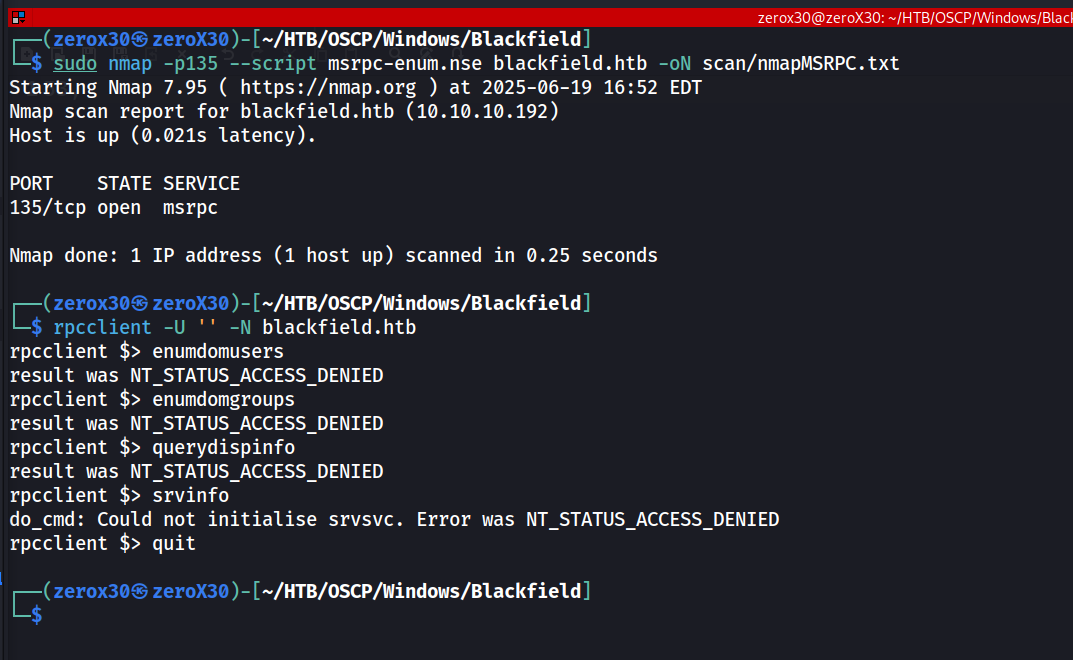 zerox30@zeroX30: ~/HTB/OSCP/Windows/Black
┌──(zerox30㉿zeroX30)-[~/HTB/OSCP/Windows/Blackfield]
└─$ sudo nmap -p135 --script msrpc-enum.nse blackfield.htb -oN scan/nmapMSRPC.txt
Starting Nmap 7.95 ( https://nmap.org ) at 2025-06-19 16:52 EDT
Nmap scan report for blackfield.htb (10.10.10.192)
Host is up (0.021s latency).
PORT    STATE SERVICE
135/tcp open  msrpc
Nmap done: 1 IP address (1 host up) scanned in 0.25 seconds
┌──(zerox30㉿zeroX30)-[~/HTB/OSCP/Windows/Blackfield]
└─$ rpcclient -U '' -N blackfield.htb
rpcclient $> enumdomusers
result was NT_STATUS_ACCESS_DENIED
rpcclient $> enumdomgroups
result was NT_STATUS_ACCESS_DENIED
rpcclient $> querydispinfo
result was NT_STATUS_ACCESS_DENIED
rpcclient $> srvinfo
do_cmd: Could not initialise srvsvc. Error was NT_STATUS_ACCESS_DENIED
rpcclient $> quit
┌──(zerox30㉿zeroX30)-[~/HTB/OSCP/Windows/Blackfield]
└─$